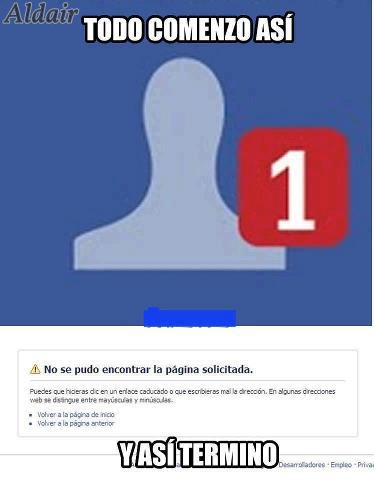 Aldair
TODO COMENZO ASÍ
1
No se pudo encontrar la página solicitada.
Puedes que hicieras clic en un enlace caducado o que escribieras mal la dirección. En algunas direcciones
web se distingue entre mayúsculas y minúsculas.
Volver a la página de inicio
Volver a la página anterior
Y ASÍ TERMINO
Desarrolladores · Empleo · Priva